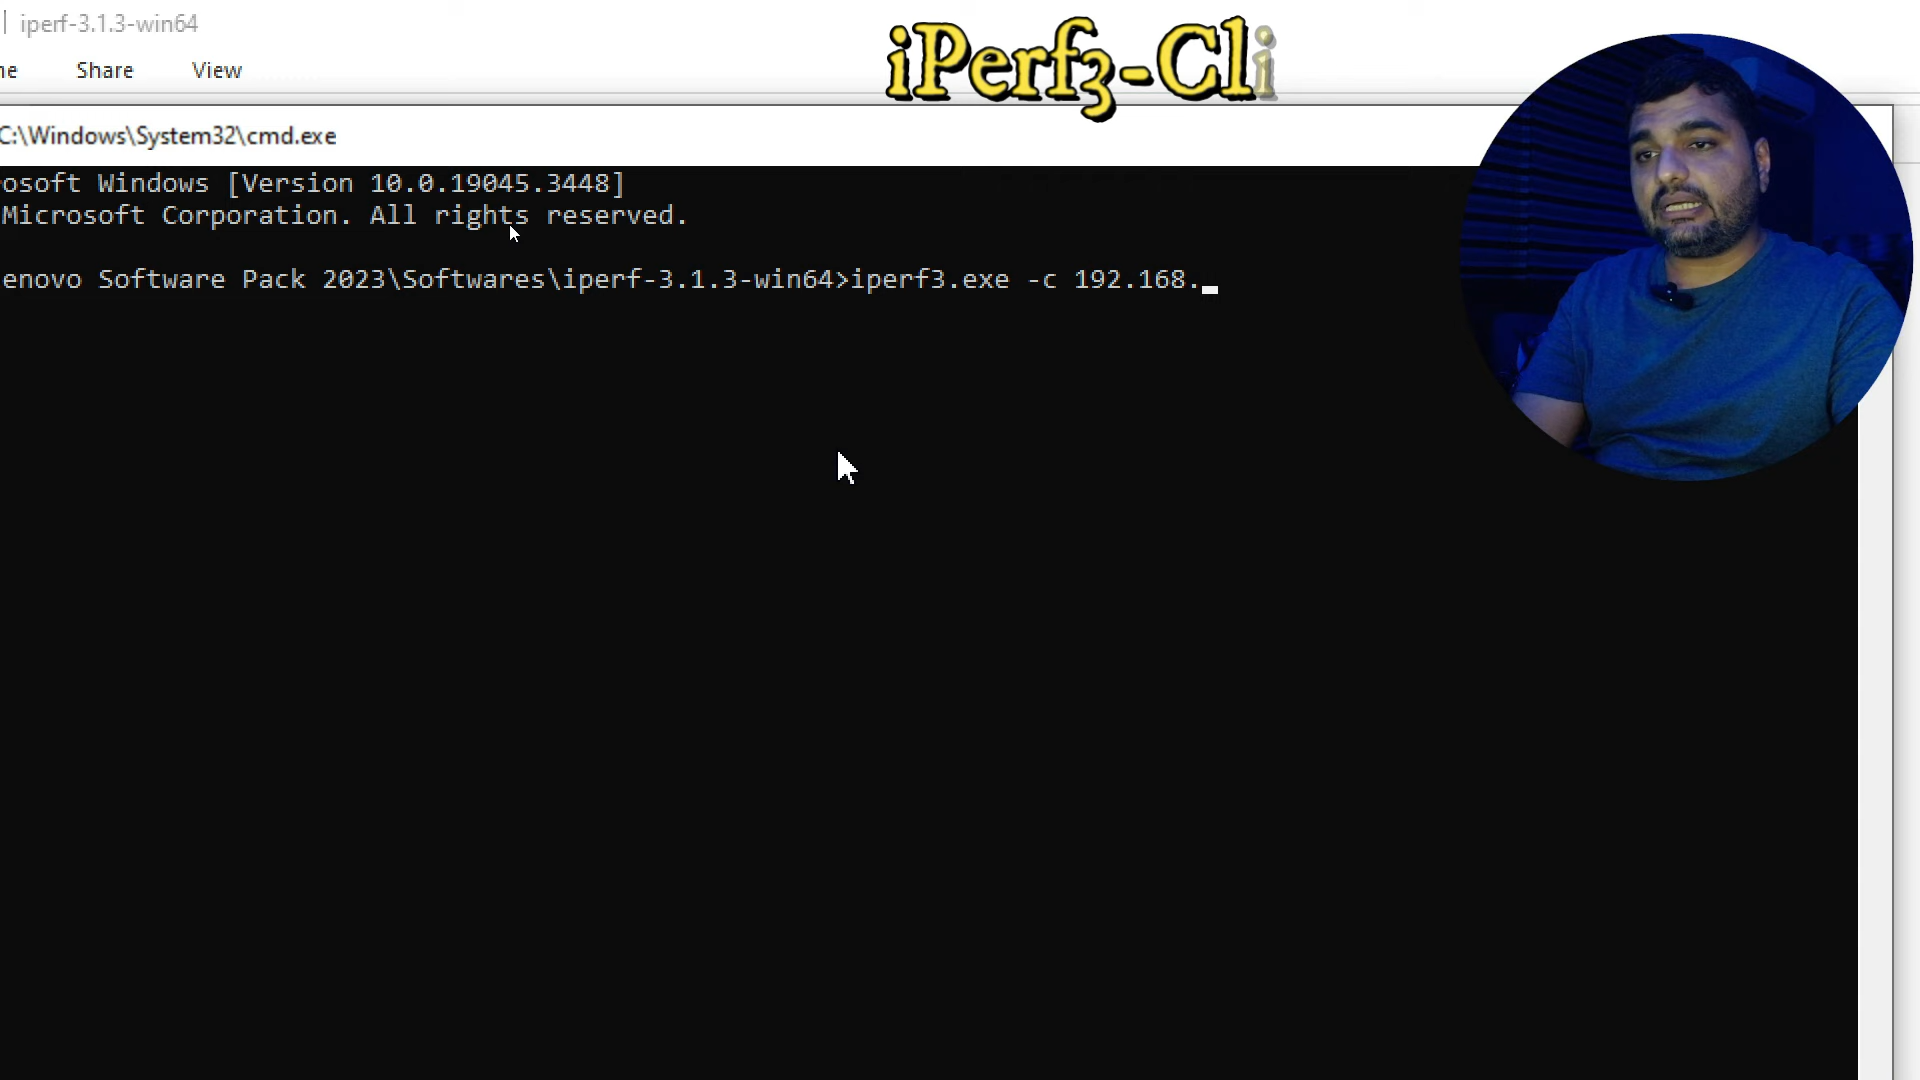 iperf-3.1.3-win64
iPerf3-Cli
Share View
C:\Windows\System32\cmd.exe
osoft Windows [Version 10.0.19045.3448]
Microsoft Corporation. All rights reserved.
enovo Software Pack 2023\Softwares\iperf-3.1.3-win64>iperf3.exe -c 192.168._